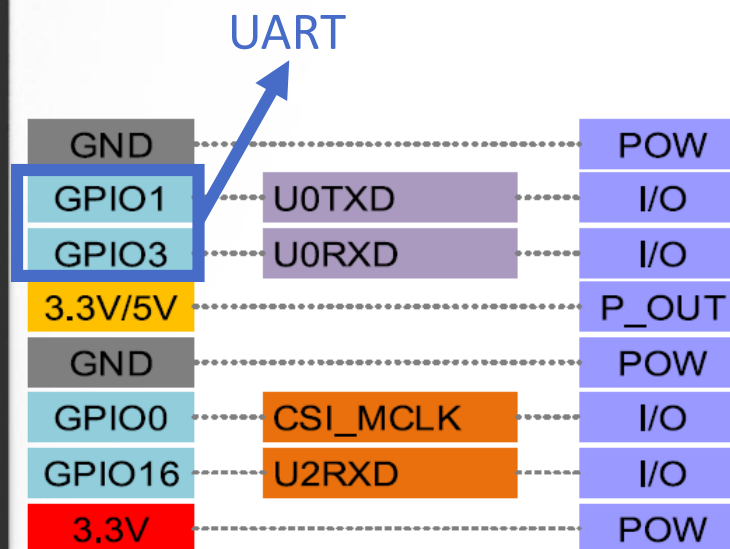 UART
GND POW
GPIO1 U0TXD I/O
GPIO3 U0RXD I/O
3.3V/5V P_OUT
GND POW
GPIO0 CSI_MCLK I/O
GPIO16 U2RXD I/O
3.3V POW